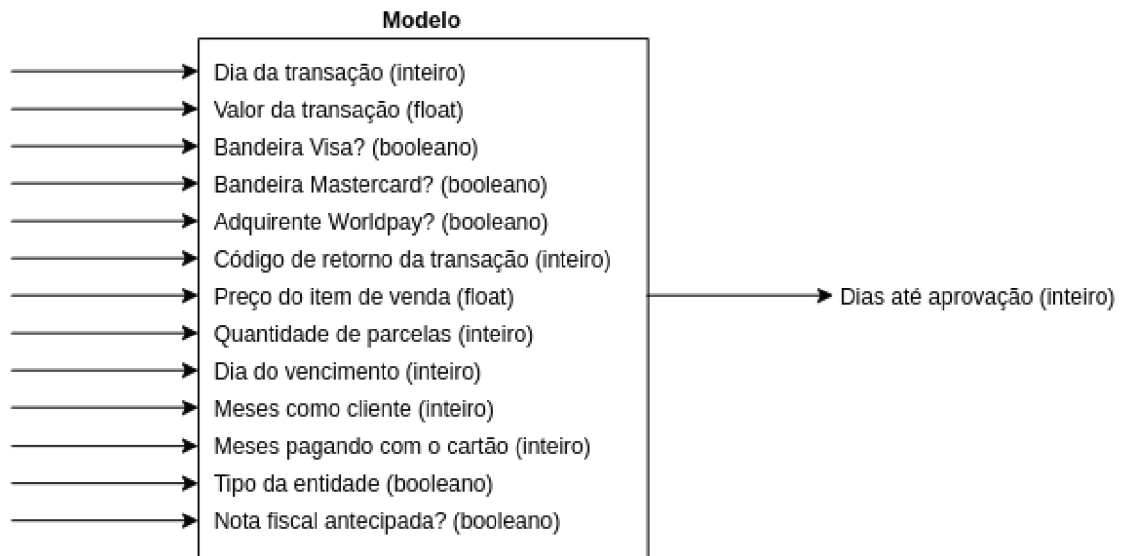 Modelo
Dia da transação (inteiro)
Valor da transação (float)
Bandeira Visa? (booleano)
Bandeira Mastercard? (booleano)
Adquirente Worldpay? (booleano)
Código de retorno da transação (inteiro)
Preço do item de venda (float)
Dias até aprovação (inteiro)
Quantidade de parcelas (inteiro)
Dia do vencimento (inteiro)
Meses como cliente (inteiro)
Meses pagando com o cartão (inteiro)
Tipo da entidade (booleano)
Nota fiscal antecipada? (booleano)